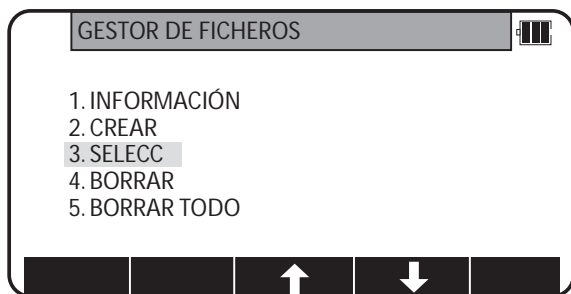 GESTOR DE FICHEROS
1. INFORMACIÓN
2. CREAR
3. SELECC
4. BORRAR
5. BORRAR TODO